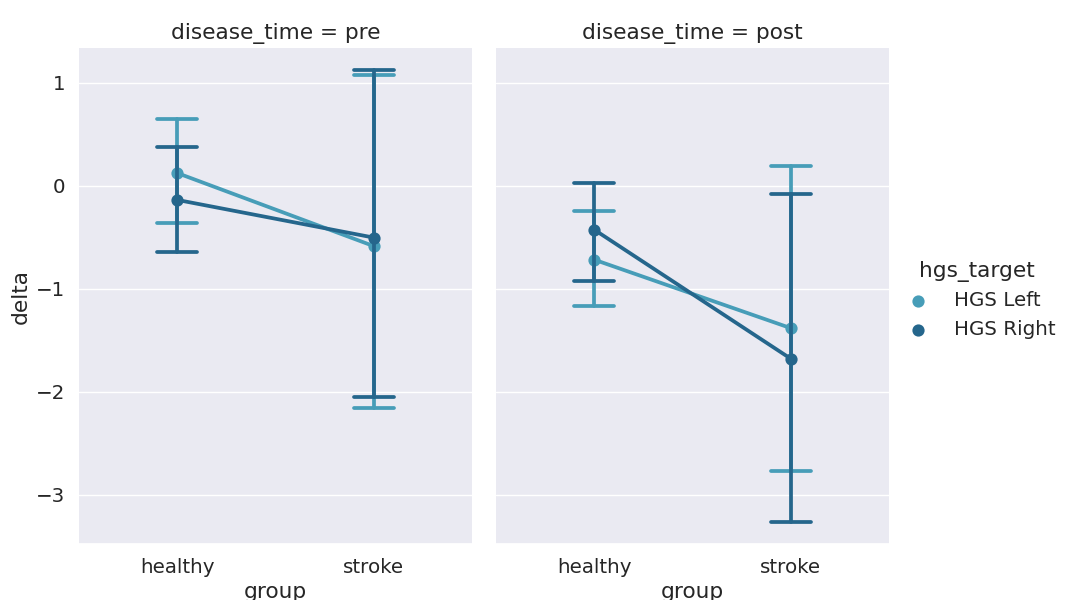 disease_time = pre
disease_time = post
delta
1
0
−1
−2
−3
healthy
stroke
healthy
stroke
group
group
hgs_target
HGS Left
HGS Right